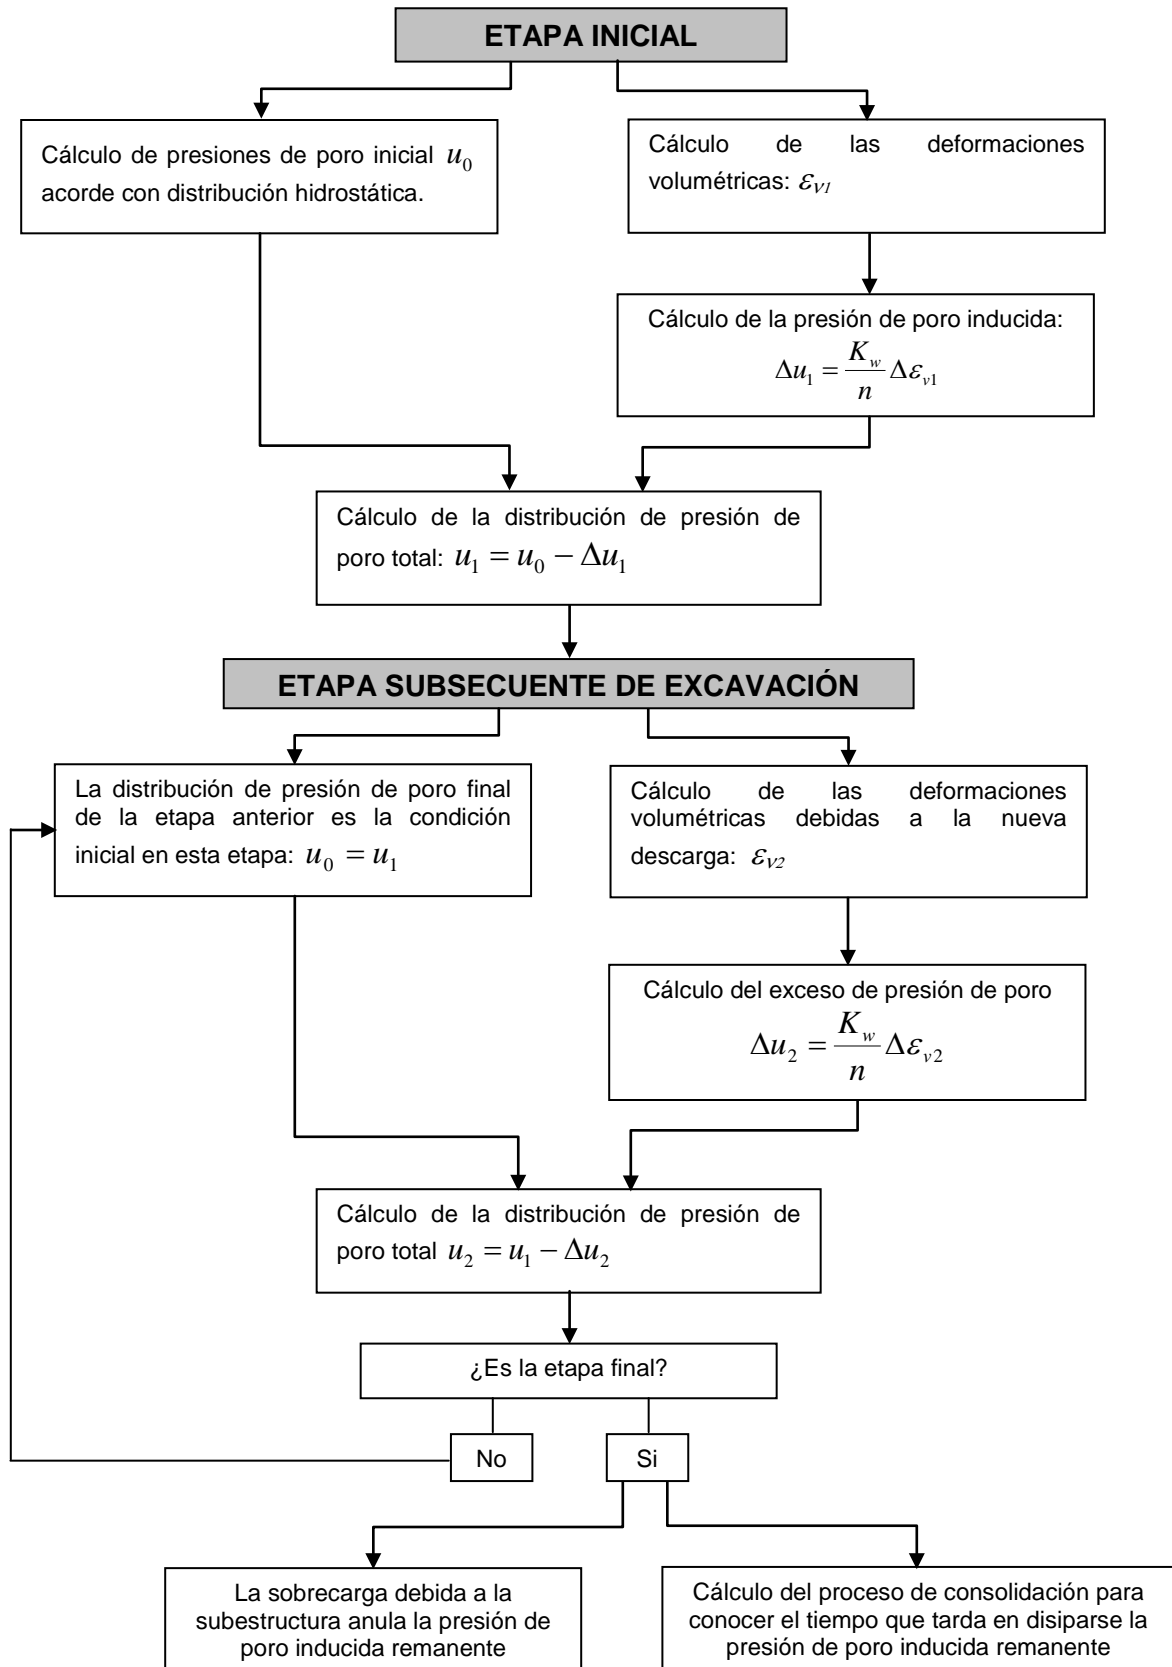 ETAPA INICIAL
Cálculo de presiones de poro inicial u₀
acorde con distribución hidrostática.
Cálculo de las deformaciones
volumétricas: εᵥ₁
Cálculo de la presión de poro inducida:
Δu₁ = K_w/n Δεᵥ₁
Cálculo de la distribución de presión de
poro total: u₁ = u₀ − Δu₁
ETAPA SUBSECUENTE DE EXCAVACIÓN
La distribución de presión de poro final
de la etapa anterior es la condición
inicial en esta etapa: u₀ = u₁
Cálculo de las deformaciones
volumétricas debidas a la nueva
descarga: εᵥ₂
Cálculo del exceso de presión de poro
Δu₂ = K_w/n Δεᵥ₂
Cálculo de la distribución de presión de
poro total u₂ = u₁ − Δu₂
¿Es la etapa final?
No
Si
La sobrecarga debida a la
subestructura anula la presión de
poro inducida remanente
Cálculo del proceso de consolidación para
conocer el tiempo que tarda en disiparse la
presión de poro inducida remanente